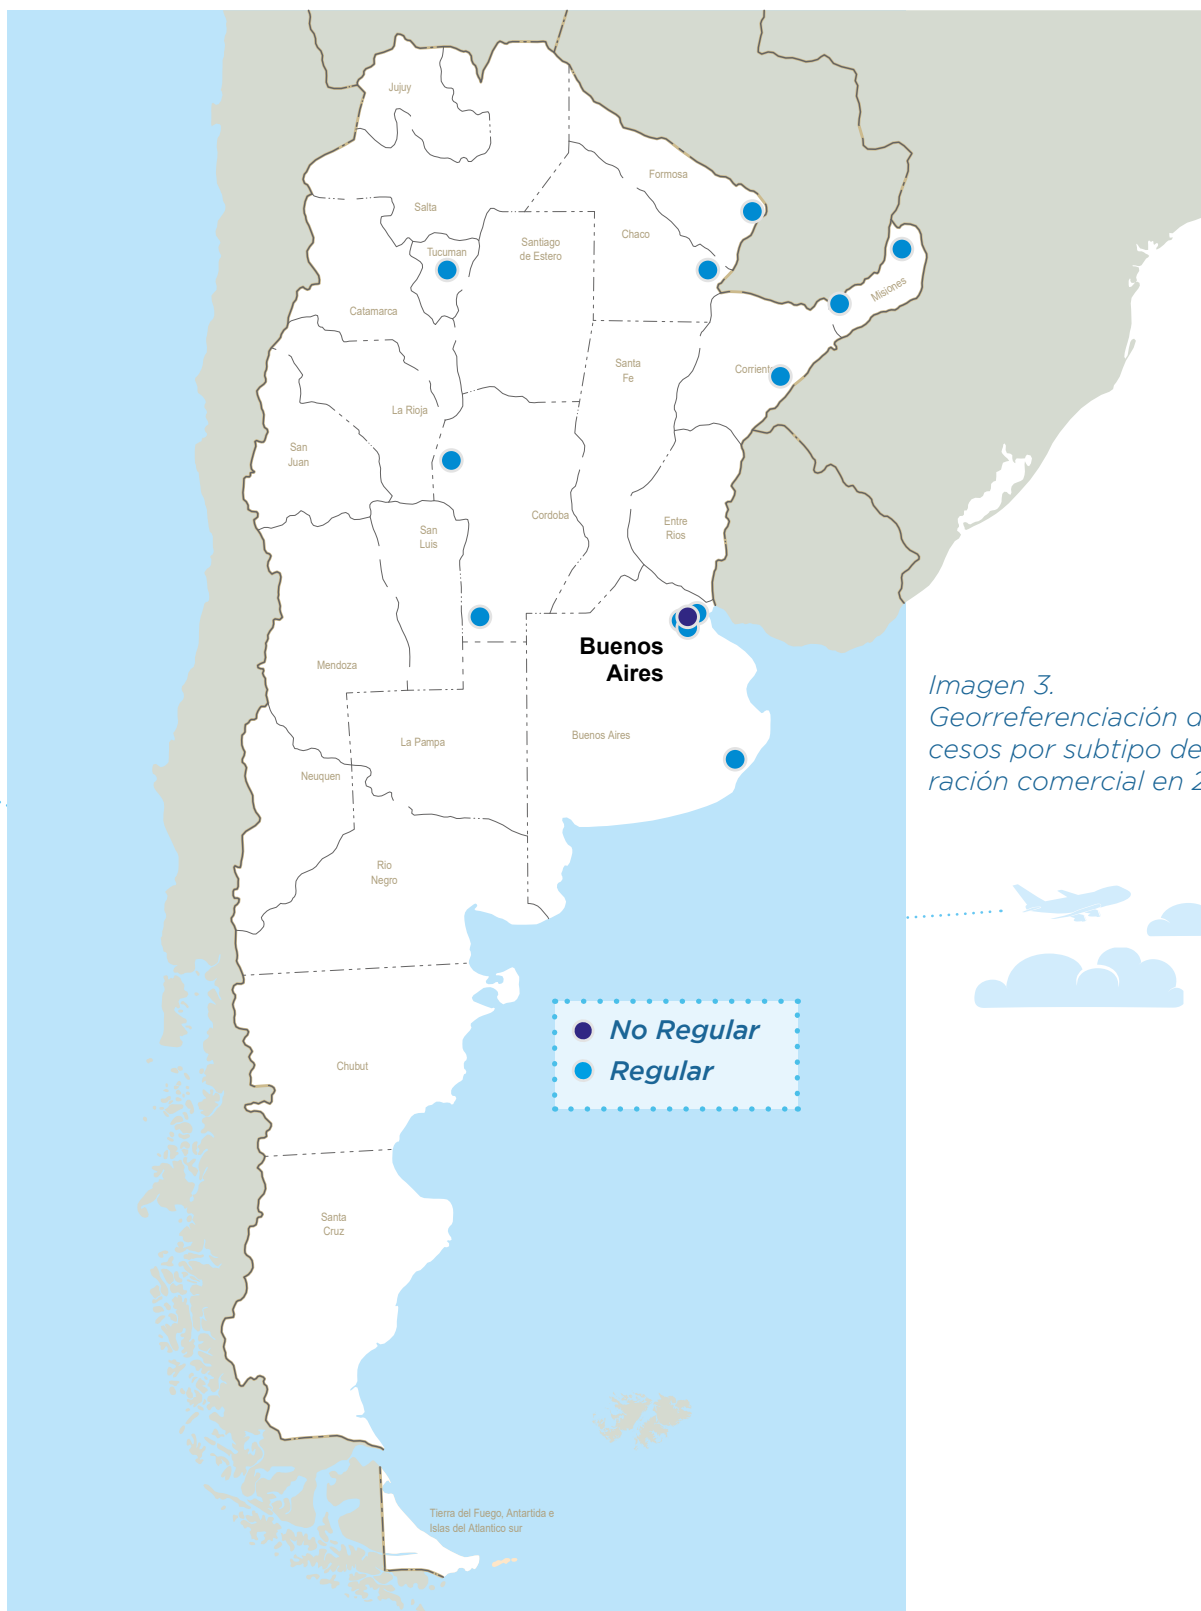 Jujuy
Formosa
Salta
Chaco
Santiago
de Estero
Tucuman
Misiones
Catamarca
Santa
Fe
La Rioja
San
Juan
Cordoba
San
Luis
Entre
Rios
Buenos
Aires
Mendoza
La Pampa
Buenos Aires
Neuquen
Rio
Negro
Imagen 3.
Georreferenciación
cesos por subtipo de
ración comercial en
No Regular
Regular
Chubut
Santa
Cruz
Tierra del Fuego, Antartida e
Islas del Atlantico sur